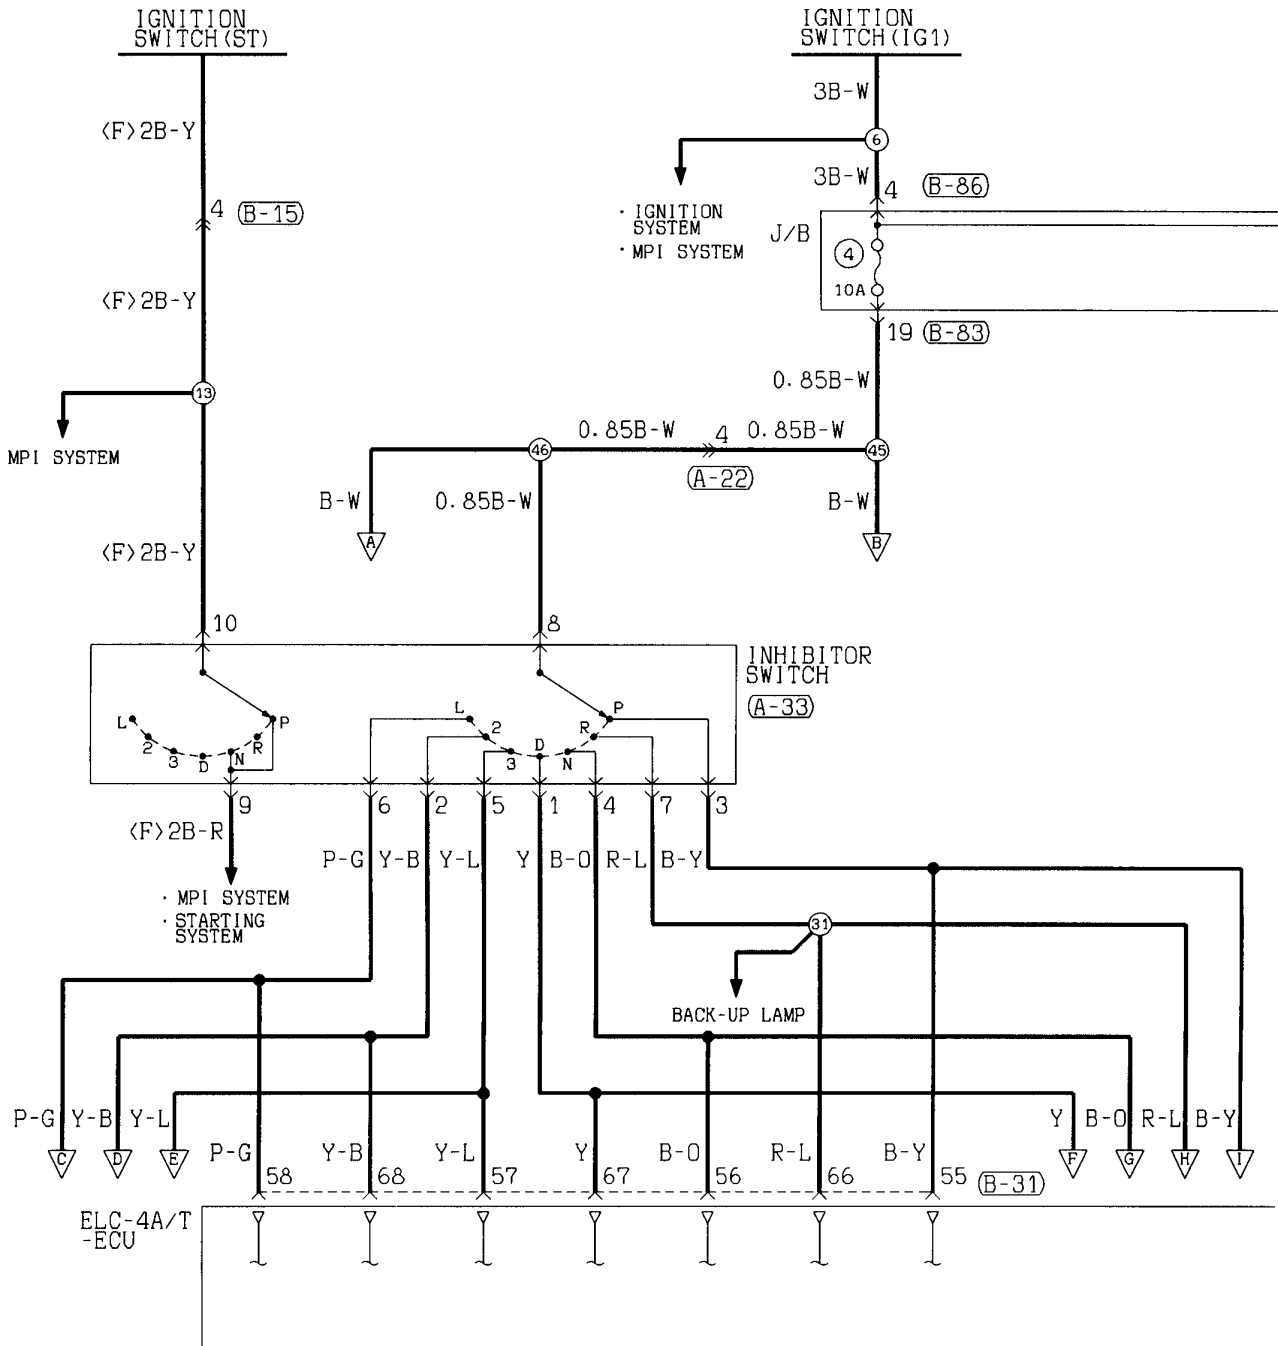 IGNITION
SWITCH(ST)
IGNITION
SWITCH(IG1)
3B-W
<F>2B-Y
6
3B-W
4
B-86
4
B-15
· IGNITION
SYSTEM
· MPI SYSTEM
J/B
4
10A
<F>2B-Y
19
B-83
0.85B-W
13
MPI SYSTEM
0.85B-W
4
0.85B-W
46
45
A-22
B-W
0.85B-W
B-W
A
B
<F>2B-Y
10
8
INHIBITOR
SWITCH
A-33
L
2
3
D
N
R
P
L
2
3
D
N
R
P
9
6
2
5
1
4
7
3
<F>2B-R
P-G
Y-B
Y-L
Y
B-O
R-L
B-Y
· MPI SYSTEM
· STARTING
SYSTEM
31
BACK-UP LAMP
P-G
Y-B
Y-L
Y
B-O
R-L
B-Y
C
D
E
F
G
H
I
P-G
Y-B
Y-L
Y
B-O
R-L
B-Y
58
68
57
67
56
66
55
B-31
ELC-4A/T
-ECU